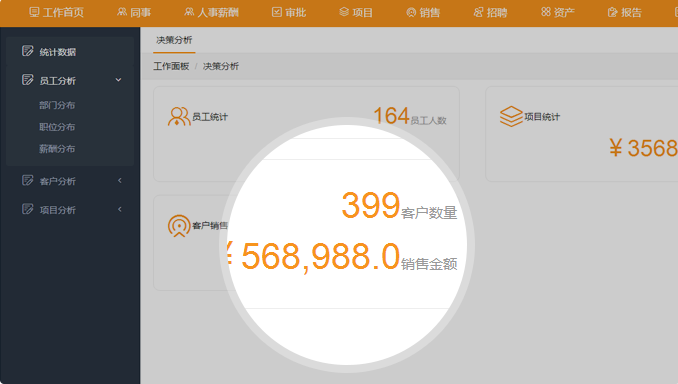 工作首页 同事 人事薪酬 审批 项目 销售 招聘 资产 报告
统计数据
员工分析
部门分布
职位分布
薪酬分布
客户分析
项目分析
决策分析
工作面板 / 决策分析
员工统计
164员工人数
项目统计
¥3568
客户销售
399客户数量
¥568,988.0销售金额